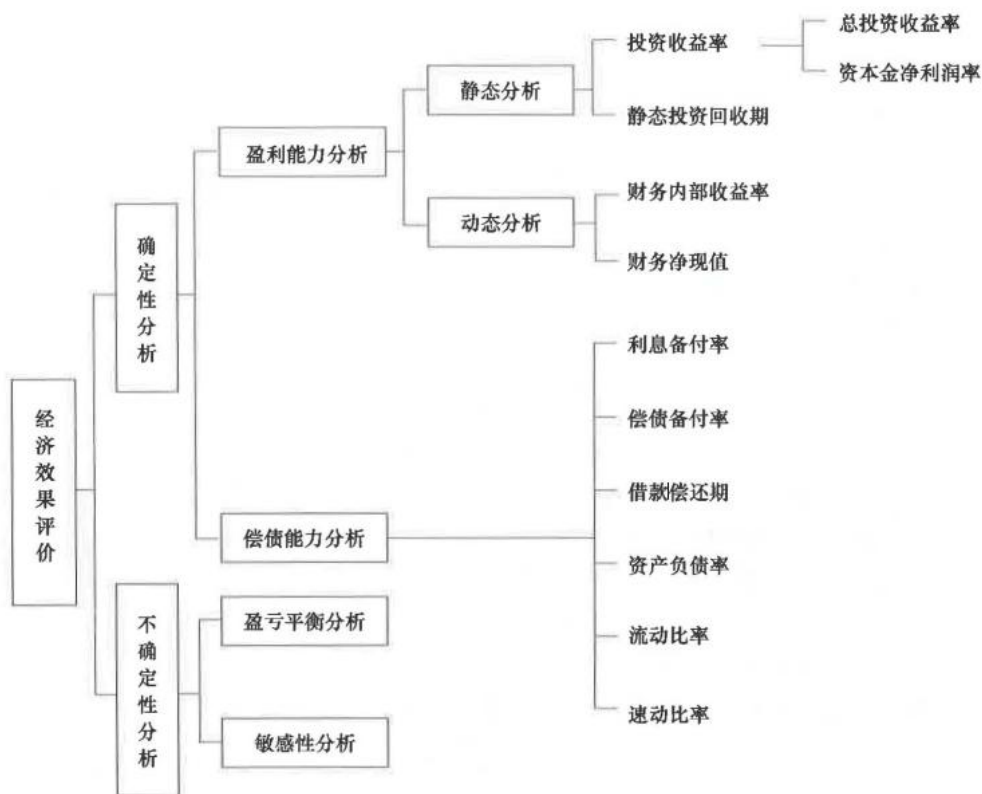 总投资收益率
投资收益率
资本金净利润率
静态分析
静态投资回收期
盈利能力分析
财务内部收益率
动态分析
确定性分析
财务净现值
利息备付率
经济效果评价
偿债备付率
借款偿还期
偿债能力分析
资产负债率
盈亏平衡分析
不确定性分析
流动比率
速动比率
敏感性分析